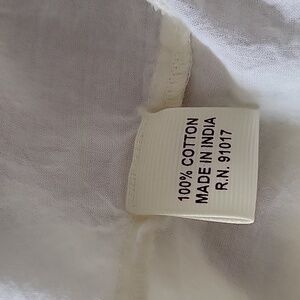 100% COTTON
MADE IN INDIA
R.N. 91017